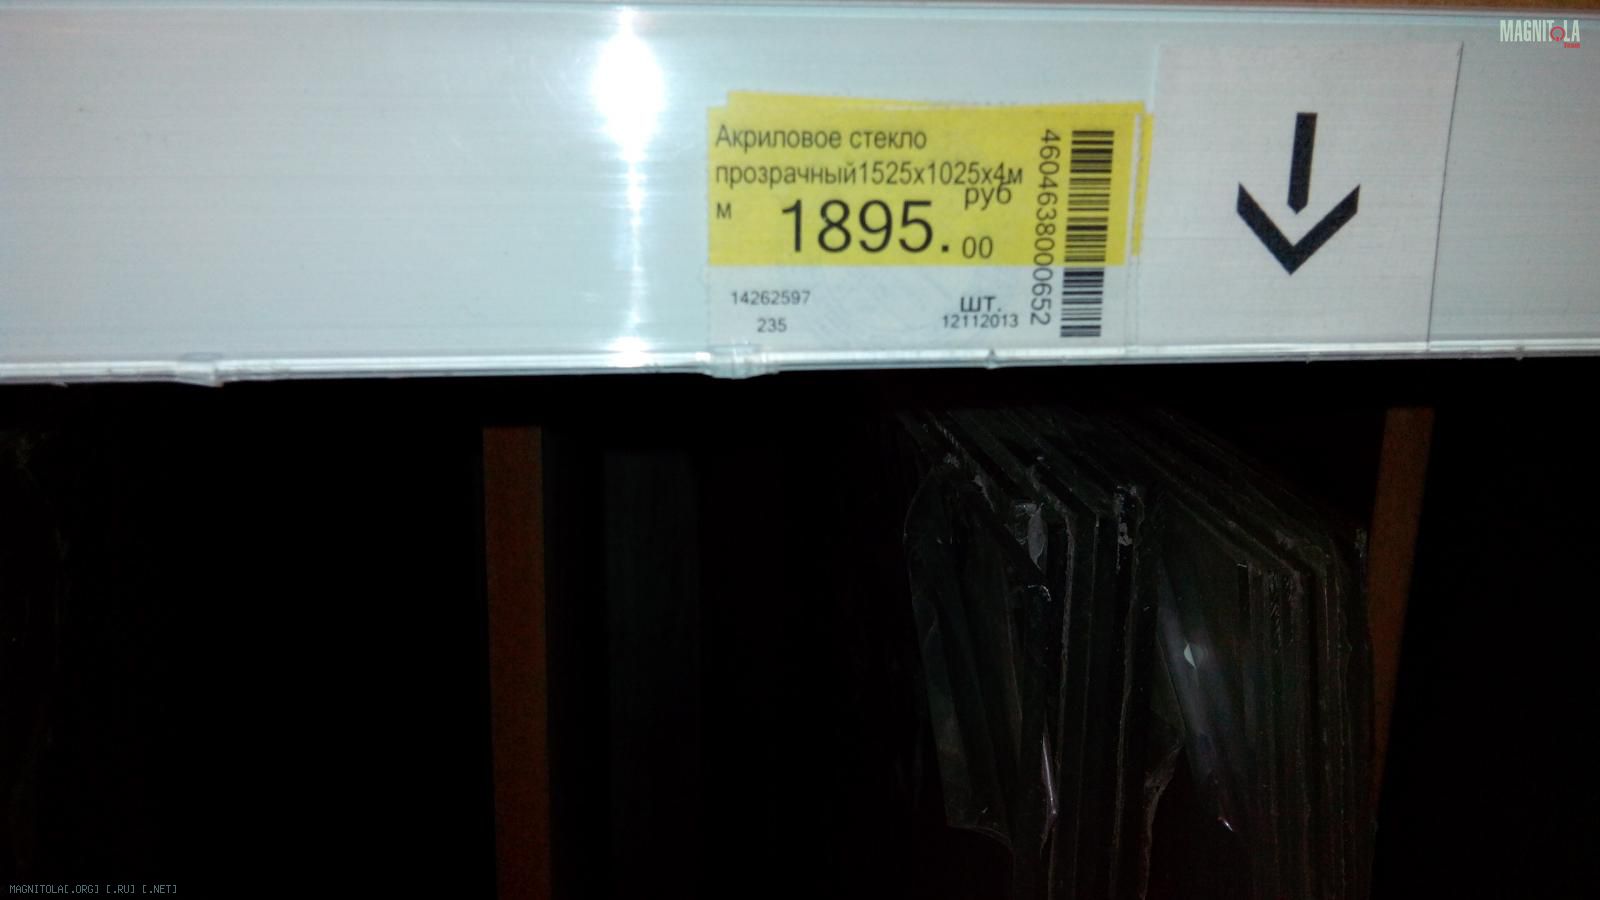 MAGNITOLA
Акриловое стекло
прозрачный1525х1025х4м
м 1895.00 руб
14262597 шт.
235 12112013
4604638000652
MAGNITOLA[.ORG] [.RU] [.NET]